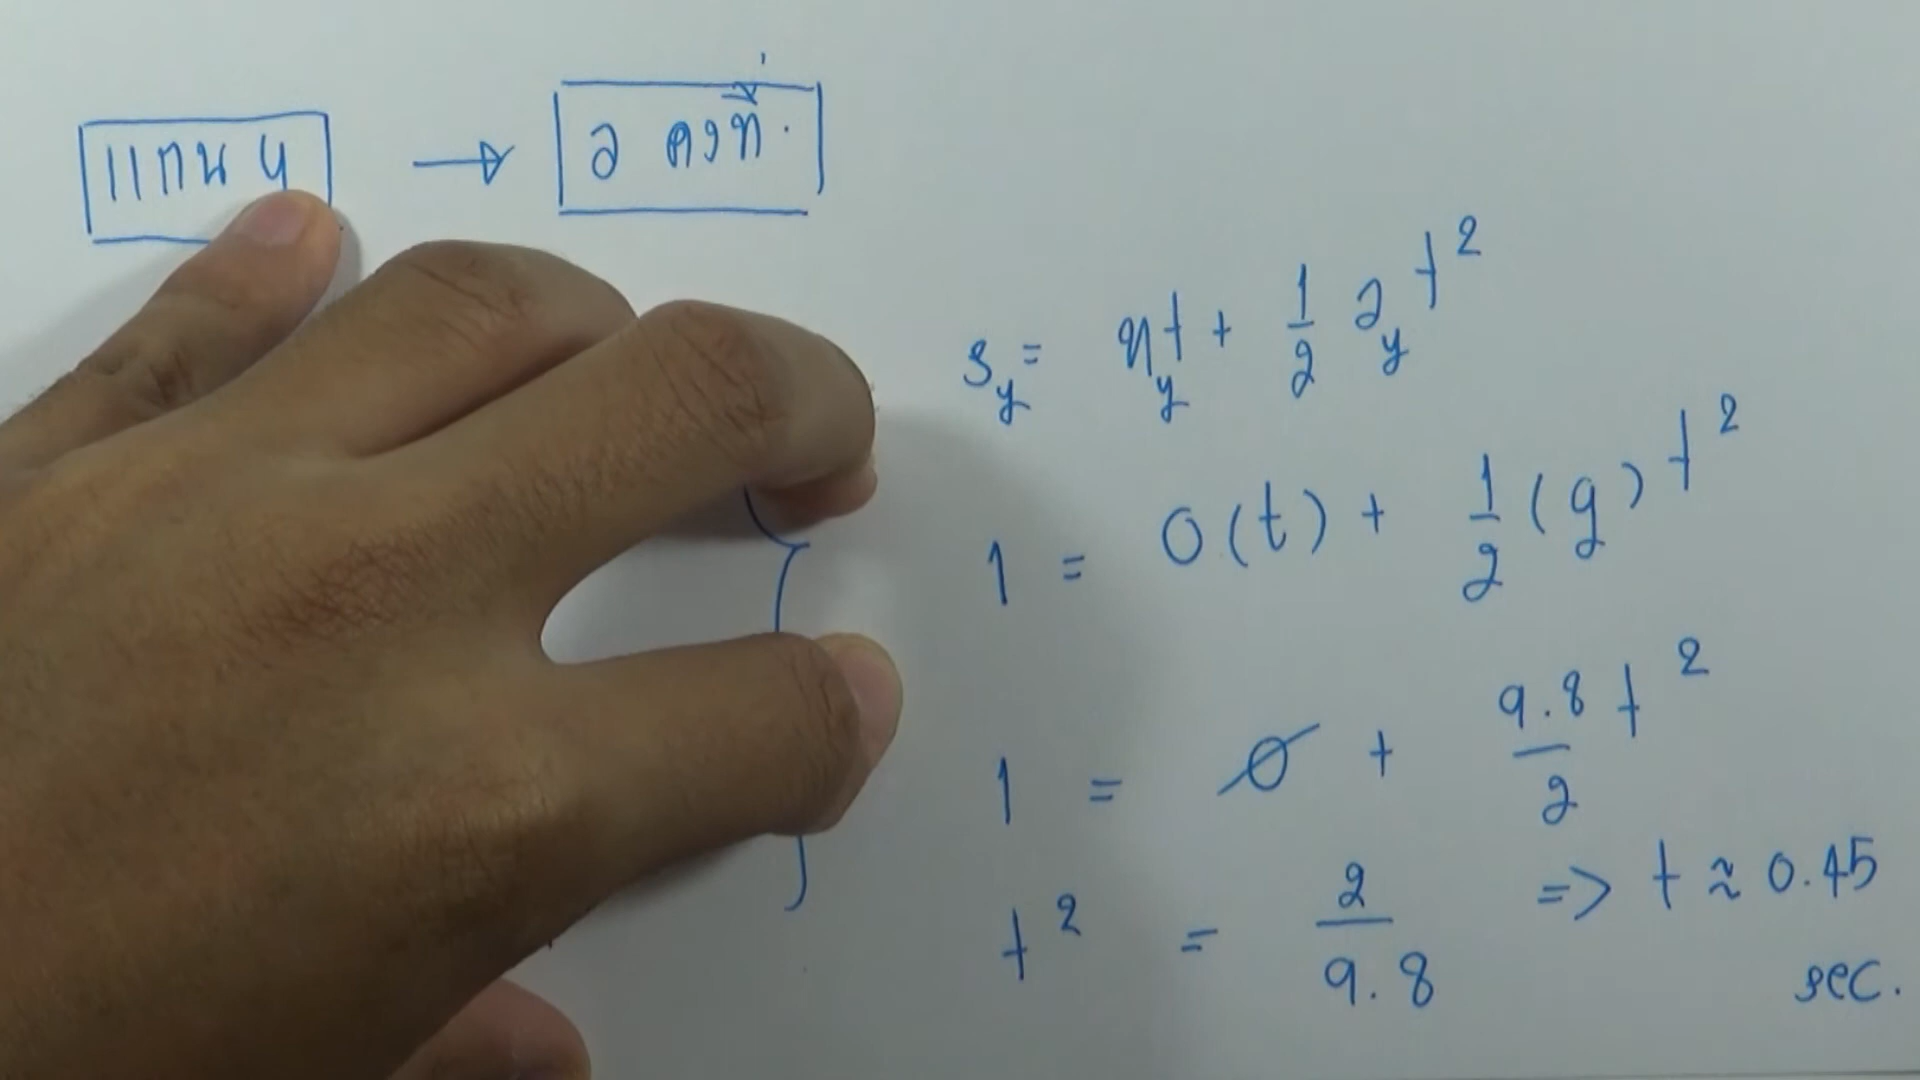 แกน y → a คงที่.
s_y = u_y t + 1/2 a_y t²
1 = 0(t) + 1/2 (g) t²
1 = 0 + 9.8/2 t²
t² = 2/9.8 => t ≈ 0.45
sec.